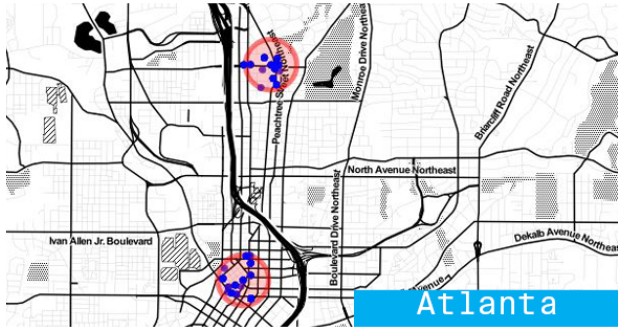 Peachtree Street Northeast
Monroe Drive Northeast
Briarcliff Road Northeast
North Avenue Northeast
Boulevard Drive Northeast
Ivan Allen Jr. Boulevard
Dekalb Avenue Northeast
Avenue
Atlanta